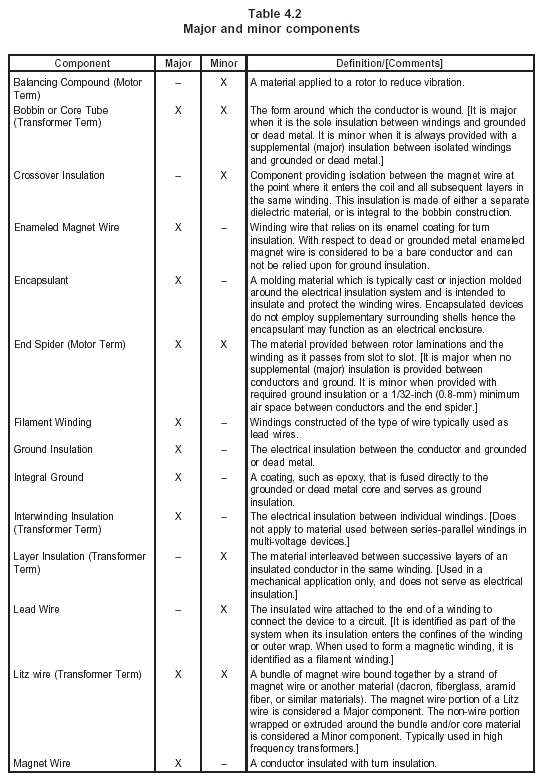 Table 4.2
Major and minor components
Component Major Minor Definition/[Comments]
Balancing Compound (Motor – X A material applied to a rotor to reduce vibration.
Term)
Bobbin or Core Tube X X The form around which the conductor is wound. [It is major
(Transformer Term) when it is the sole insulation between windings and grounded
or dead metal. It is minor when it is always provided with a
supplemental (major) insulation between isolated windings
and grounded or dead metal.]
Crossover Insulation – X Component providing isolation between the magnet wire at
the point where it enters the coil and all subsequent layers in
the same winding. This insulation is made of either a separate
dielectric material, or is integral to the bobbin construction.
Enameled Magnet Wire X – Winding wire that relies on its enamel coating for turn
insulation. With respect to dead or grounded metal enameled
magnet wire is considered to be a bare conductor and can
not be relied upon for ground insulation.
Encapsulant X – A molding material which is typically cast or injection molded
around the electrical insulation system and is intended to
insulate and protect the winding wires. Encapsulated devices
do not employ supplementary surrounding shells hence the
encapsulant may function as an electrical enclosure.
End Spider (Motor Term) X X The material provided between rotor laminations and the
winding as it passes from slot to slot. [It is major when no
supplemental (major) insulation is provided between
conductors and ground. It is minor when provided with
required ground insulation or a 1/32-inch (0.8-mm) minimum
air space between conductors and the end spider.]
Filament Winding X – Windings constructed of the type of wire typically used as
lead wires.
Ground Insulation X – The electrical insulation between the conductor and grounded
or dead metal.
Integral Ground X – A coating, such as epoxy, that is fused directly to the
grounded or dead metal core and serves as ground
insulation.
Interwinding Insulation X – The electrical insulation between individual windings. [Does
(Transformer Term) not apply to material used between series-parallel windings in
multi-voltage devices.]
Layer Insulation (Transformer – X The material interleaved between successive layers of an
Term) insulated conductor in the same winding. [Used in a
mechanical application only, and does not serve as electrical
insulation.]
Lead Wire – X The insulated wire attached to the end of a winding to
connect the device to a circuit. [It is identified as part of the
system when its insulation enters the confines of the winding
or outer wrap. When used to form a magnetic winding, it is
identified as a filament winding.]
Litz wire (Transformer Term) X X A bundle of magnet wire bound together by a strand of
magnet wire or another material (dacron, fiberglass, aramid
fiber, or similar materials). The magnet wire portion of a Litz
wire is considered a Major component. The non-wire portion
wrapped or extruded around the bundle and/or core material
is considered a Minor component. Typically used in high
frequency transformers.]
Magnet Wire X – A conductor insulated with turn insulation.